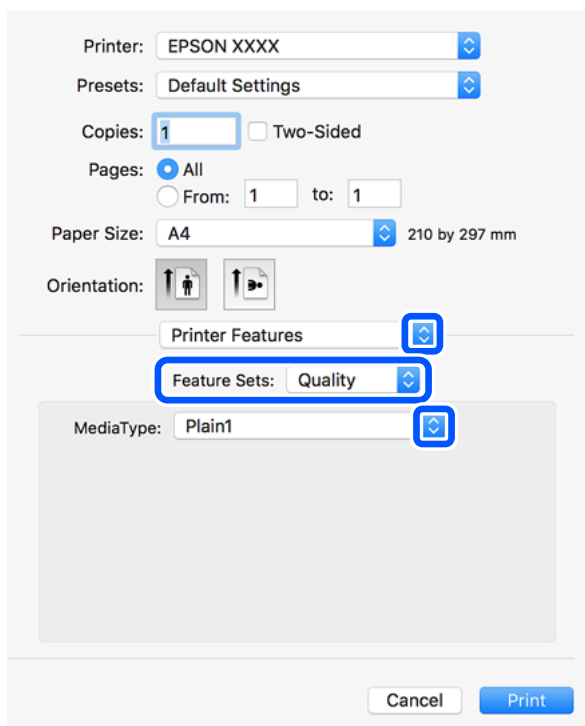 Printer: EPSON XXXX
Presets: Default Settings
Copies: 1 Two-Sided
Pages: All
From: 1 to: 1
Paper Size: A4 210 by 297 mm
Orientation:
Printer Features
Feature Sets: Quality
MediaType: Plain1
Cancel Print